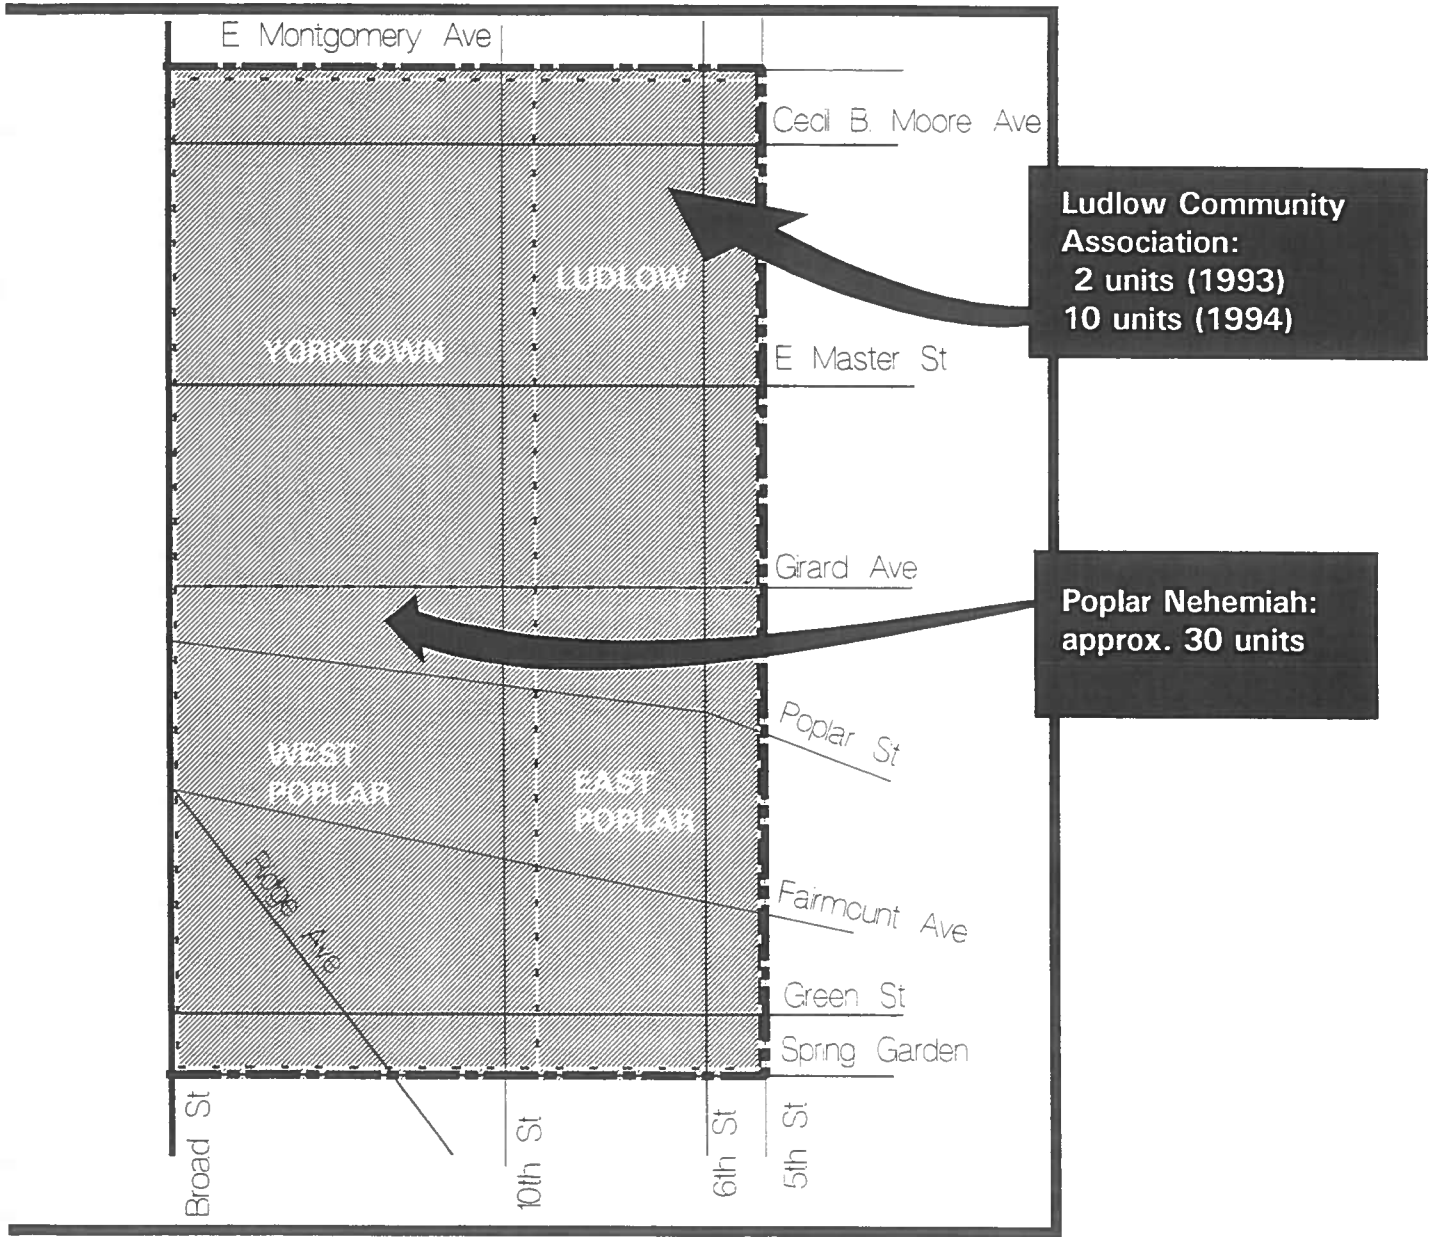 E Montgomery Ave
Cecil B. Moore Ave
Ludlow Community
Association:
2 units (1993)
10 units (1994)
LUDLOW
YORKTOWN
E Master St
Girard Ave
Poplar Nehemiah:
approx. 30 units
Poplar St
WEST
POPLAR
EAST
POPLAR
Ridge Ave
Fairmount Ave
Green St
Spring Garden
Broad St
10th St
6th St
5th St.